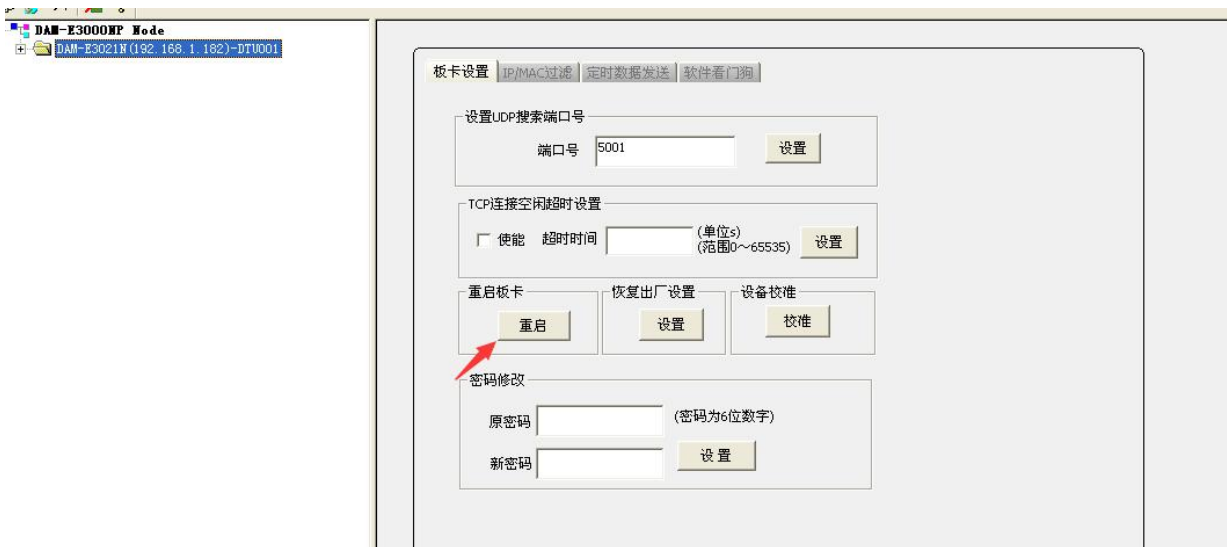 DAM-E3000NP Node
DAM-E3021N(192.168.1.182)-DTU001
板卡设置 IP/MAC过滤 定时数据发送 软件看门狗
设置UDP搜索端口号
端口号 5001 设置
TCP连接空闲超时设置
使能 超时时间 (单位s) (范围0～65535) 设置
重启板卡 恢复出厂设置 设备校准
重启 设置 校准
密码修改
原密码 (密码为6位数字)
新密码 设 置